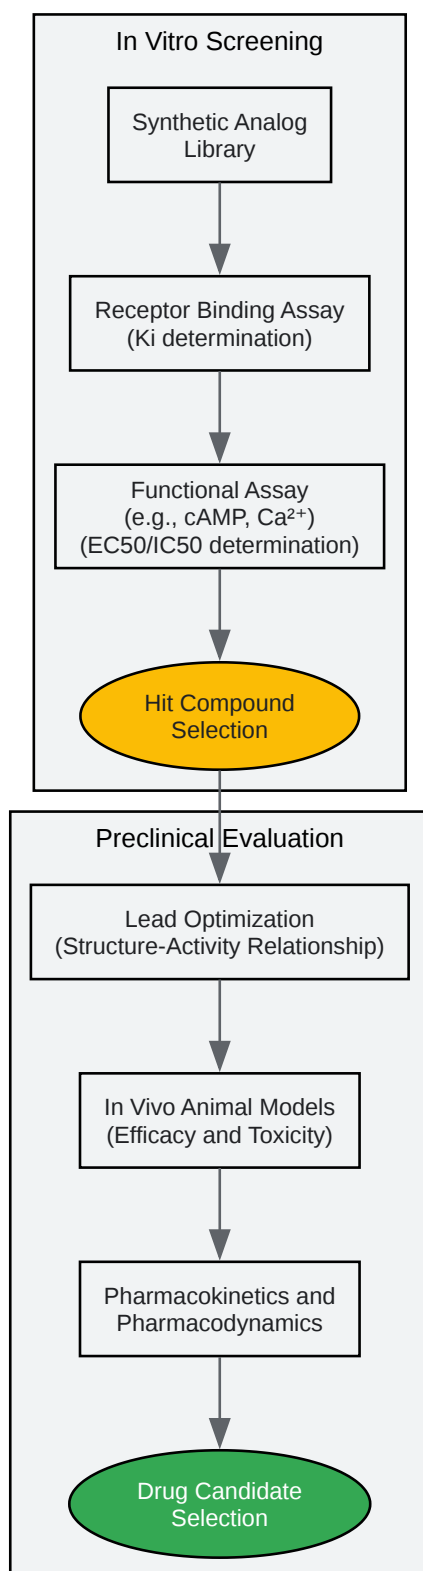 In Vitro Screening
Synthetic Analog
Library
Receptor Binding Assay
(Ki determination)
Functional Assay
(e.g., cAMP, Ca²⁺)
(EC50/IC50 determination)
Hit Compound
Selection
Preclinical Evaluation
Lead Optimization
(Structure-Activity Relationship)
In Vivo Animal Models
(Efficacy and Toxicity)
Pharmacokinetics and
Pharmacodynamics
Drug Candidate
Selection